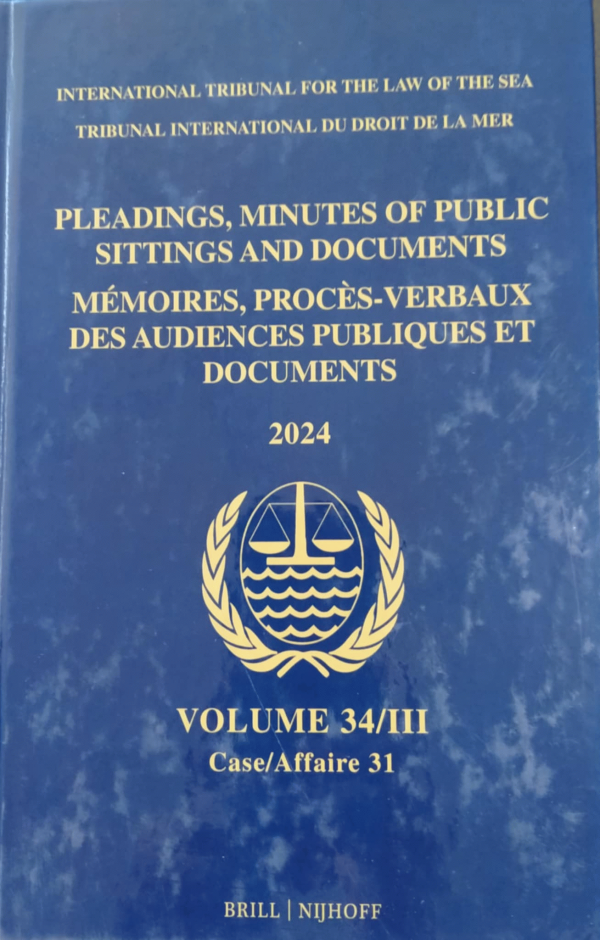 INTERNATIONAL TRIBUNAL FOR THE LAW OF THE SEA
TRIBUNAL INTERNATIONAL DU DROIT DE LA MER
PLEADINGS, MINUTES OF PUBLIC
SITTINGS AND DOCUMENTS
MÉMOIRES, PROCÈS-VERBAUX
DES AUDIENCES PUBLIQUES ET
DOCUMENTS
2024
VOLUME 34/III
Case/Affaire 31
BRILL | NIJHOFF